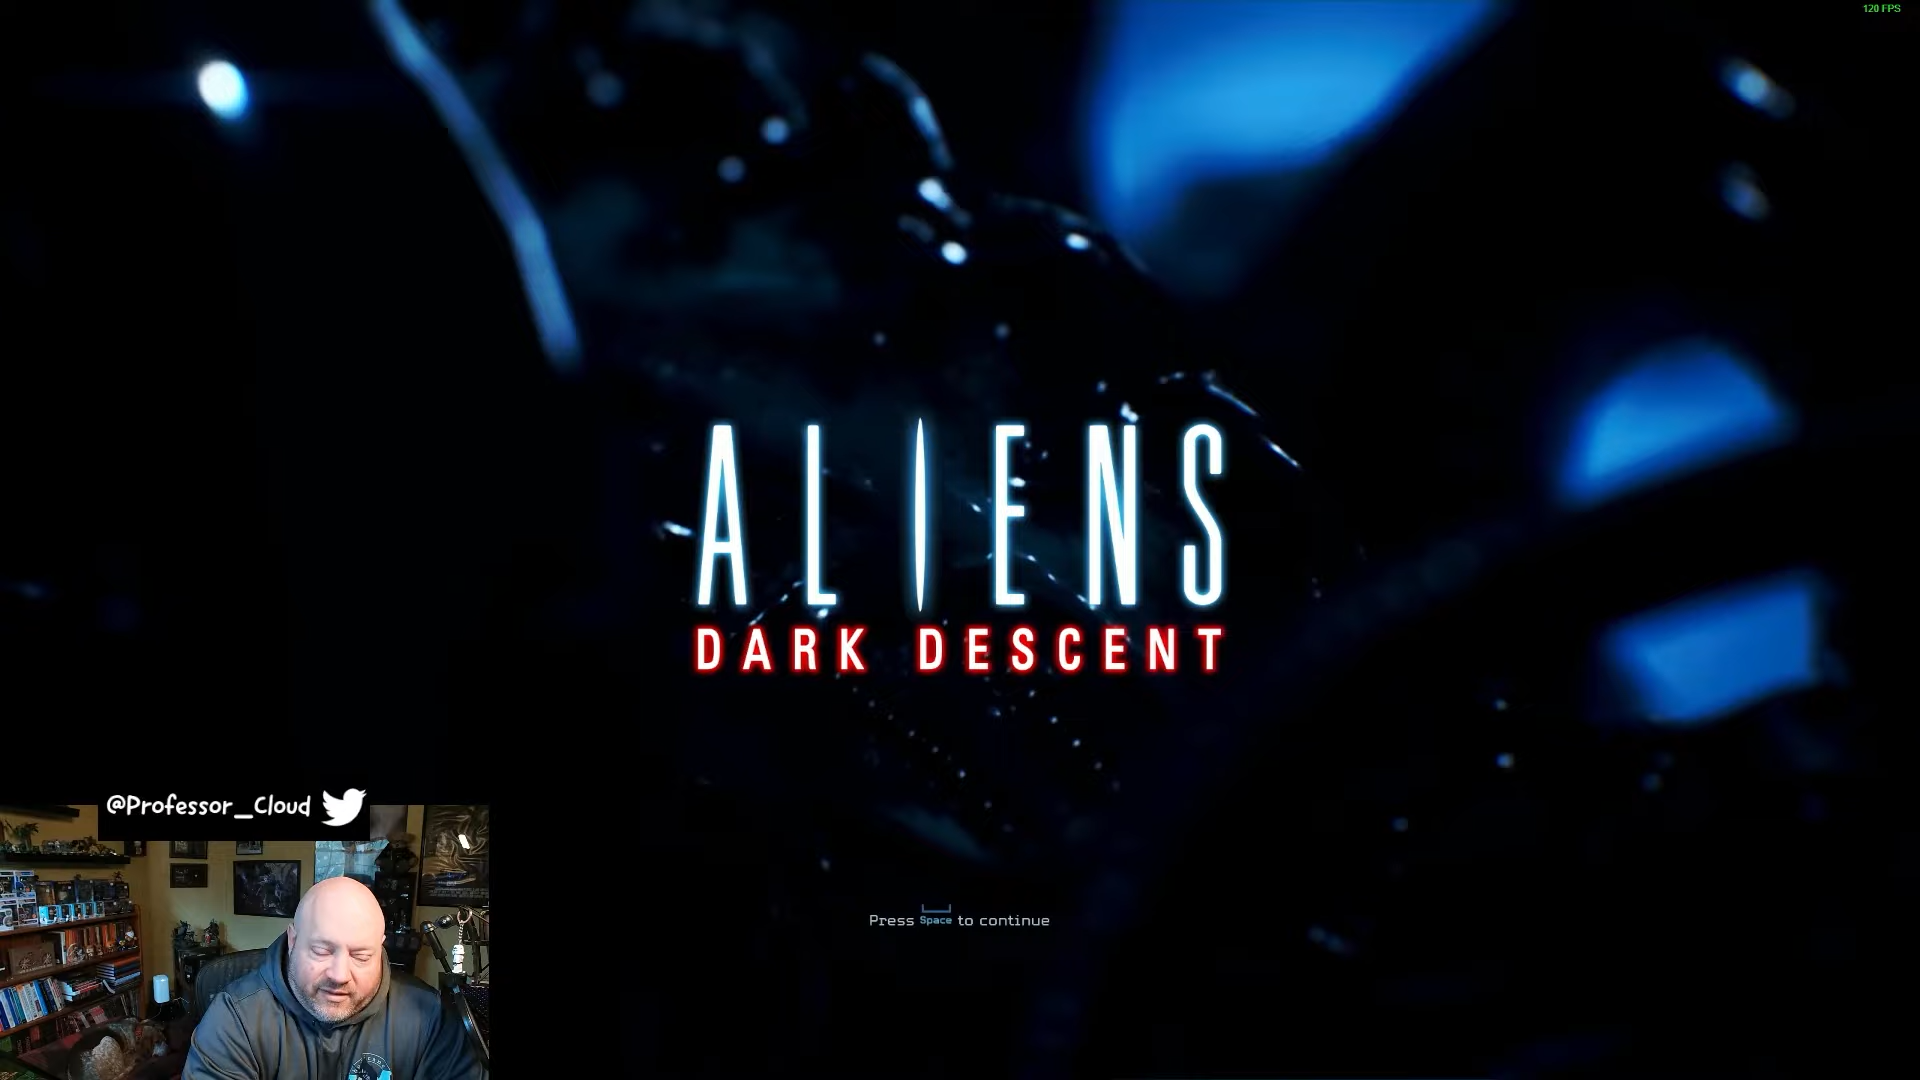 120 FPS
ALIENS
DARK DESCENT
@Professor_Cloud
Press Space to continue